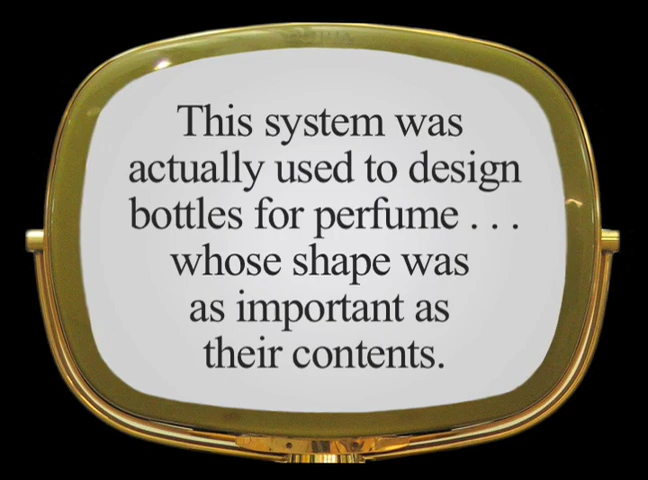 This system was
actually used to design
bottles for perfume . . .
whose shape was
as important as
their contents.